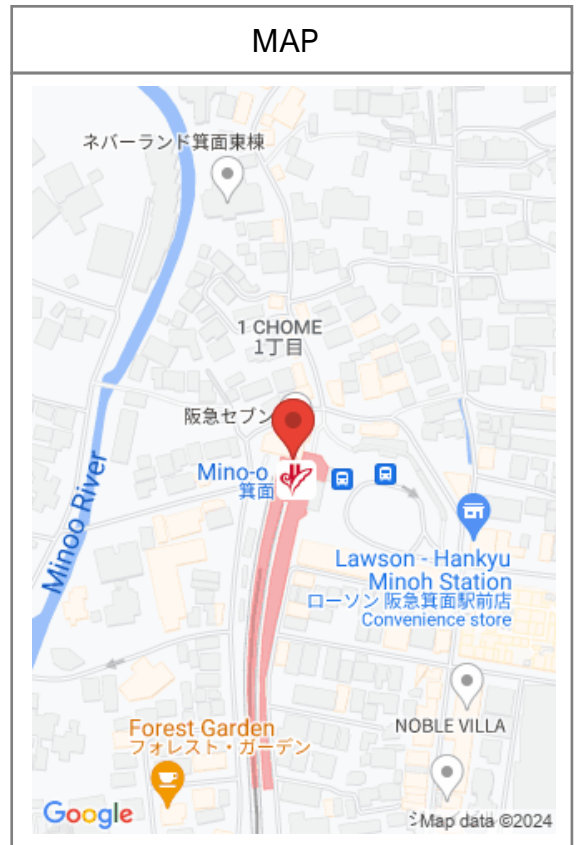 MAP
ネバーランド箕面東棟
1 CHOME
1丁目
阪急セブン
Mino-o
箕面
Minoo River
Lawson - Hankyu
Minoh Station
ローソン 阪急箕面駅前店
Convenience store
NOBLE VILLA
Forest Garden
フォレスト・ガーデン
Google
Map data ©2024